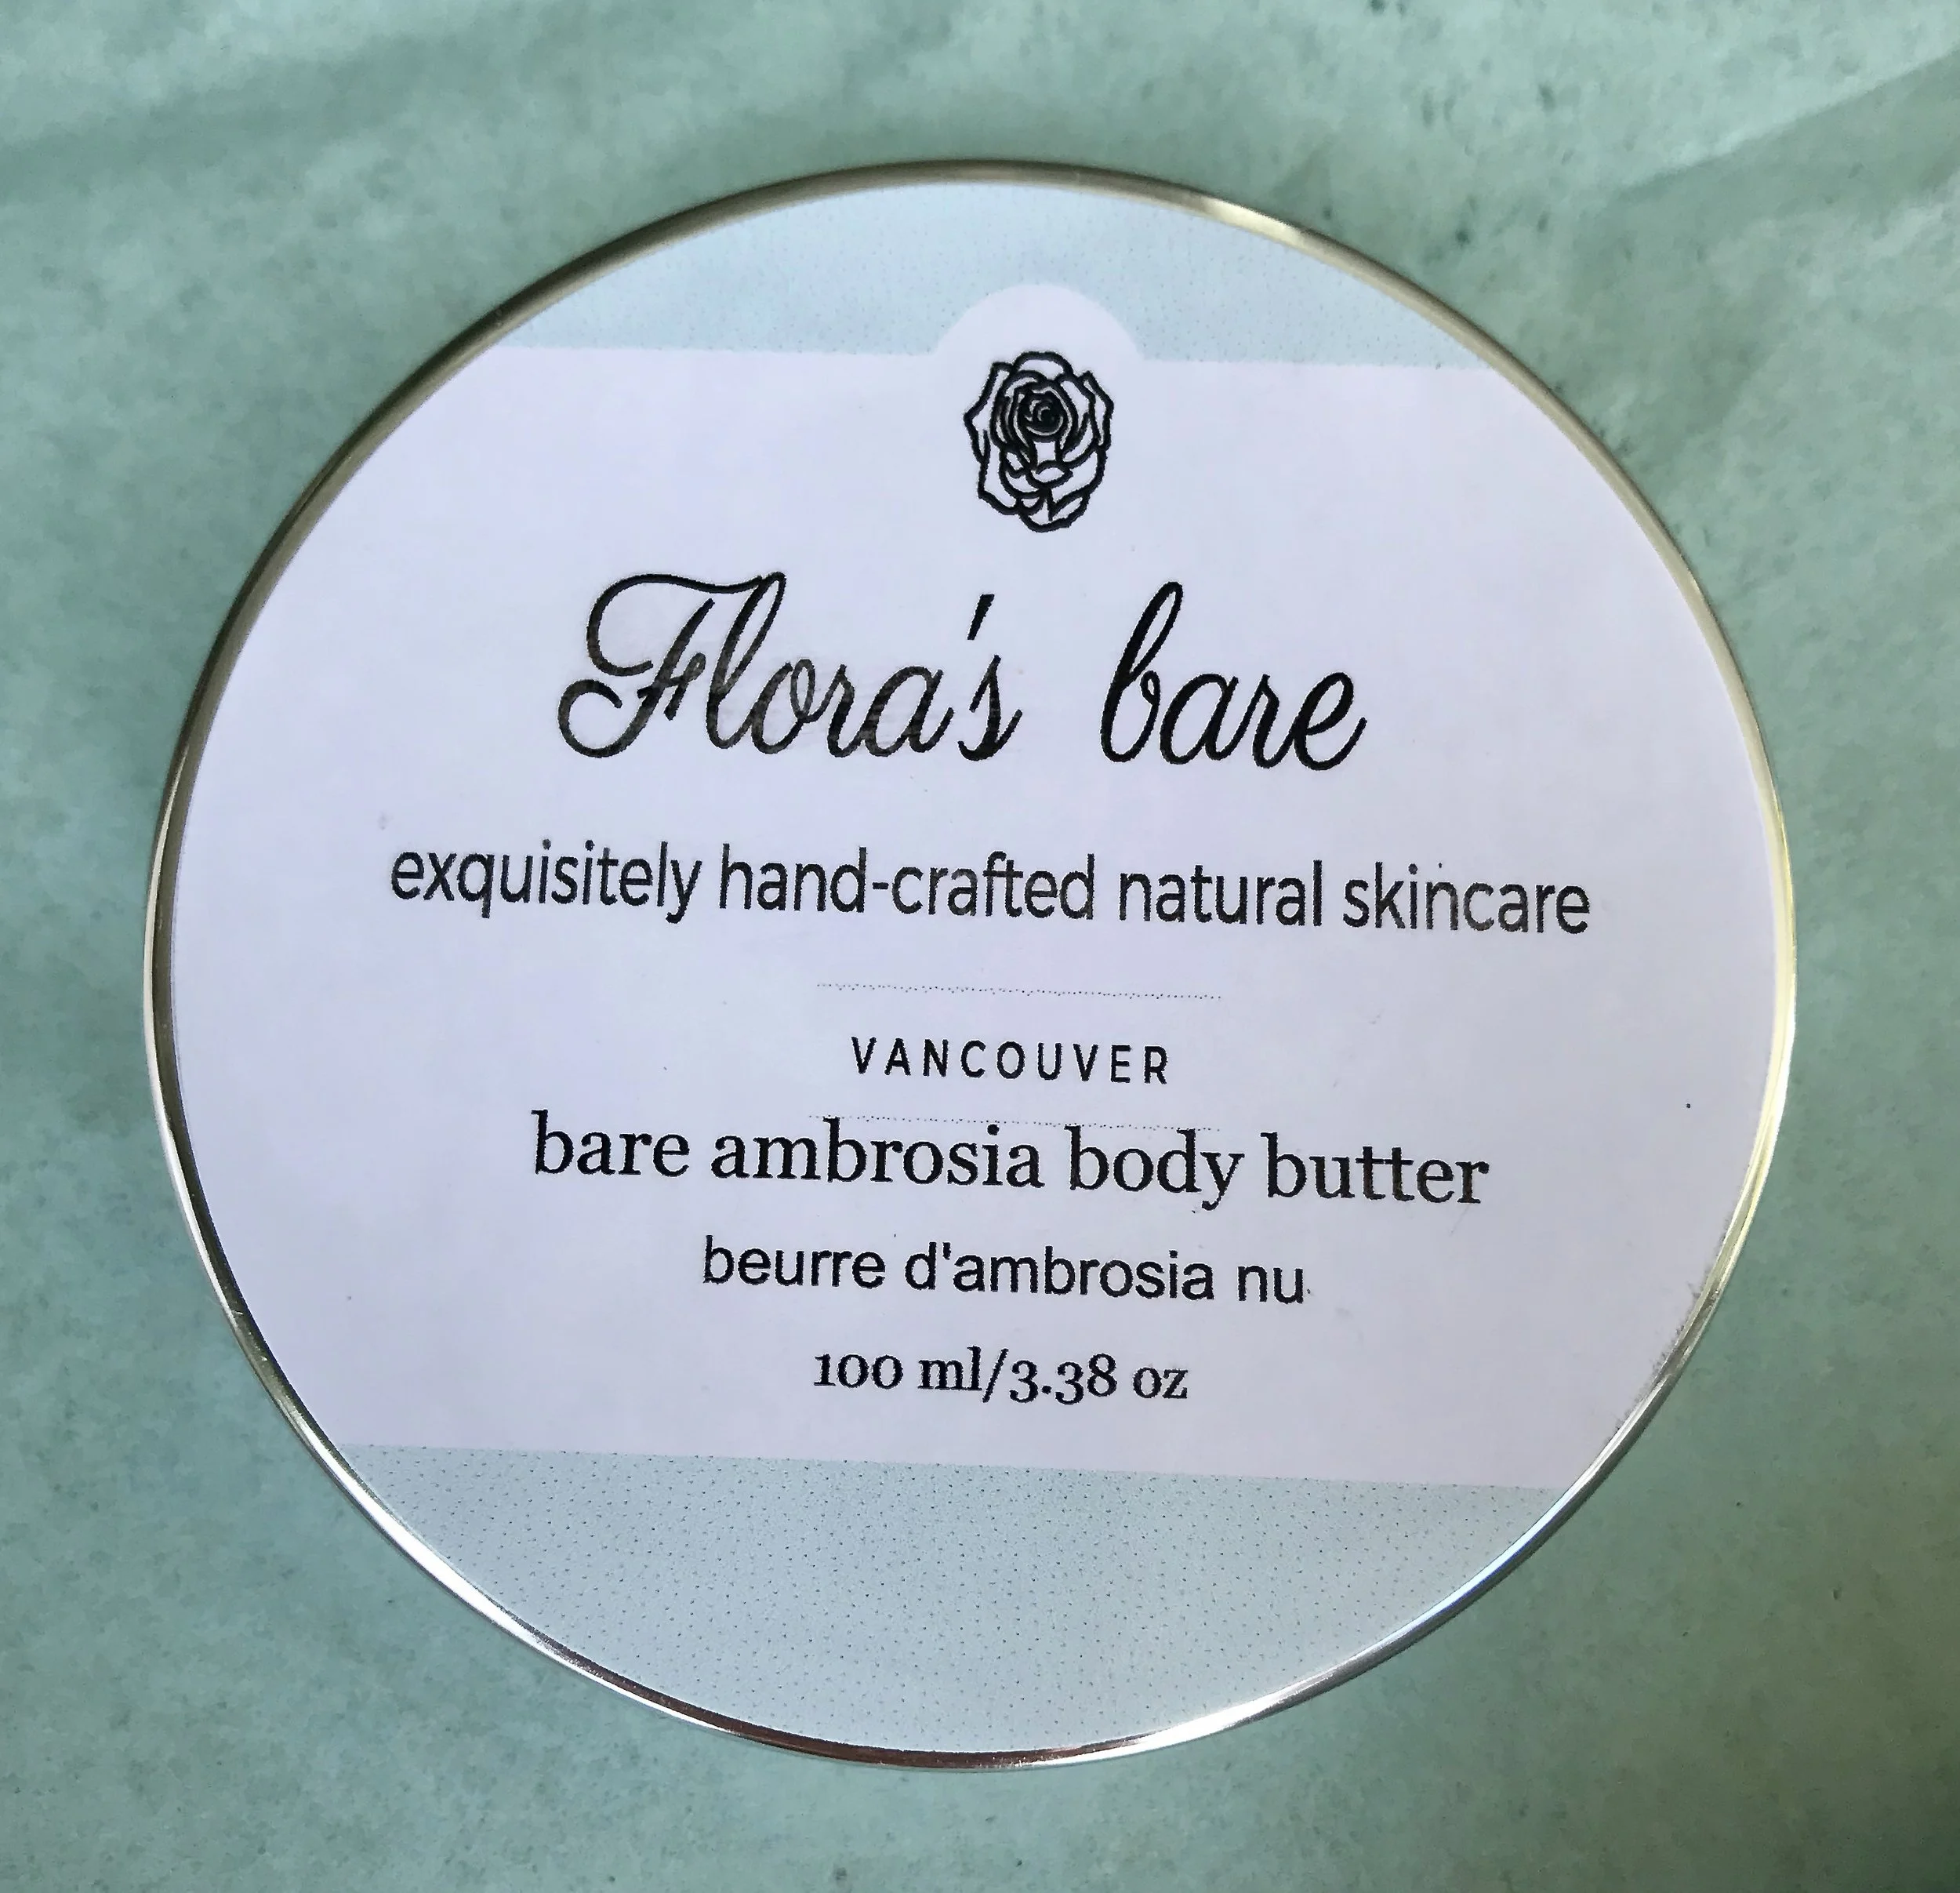 Flora's bare
exquisitely hand-crafted natural skincare
VANCOUVER
bare ambrosia body butter
beurre d'ambrosia nu
100 ml/3.38 oz